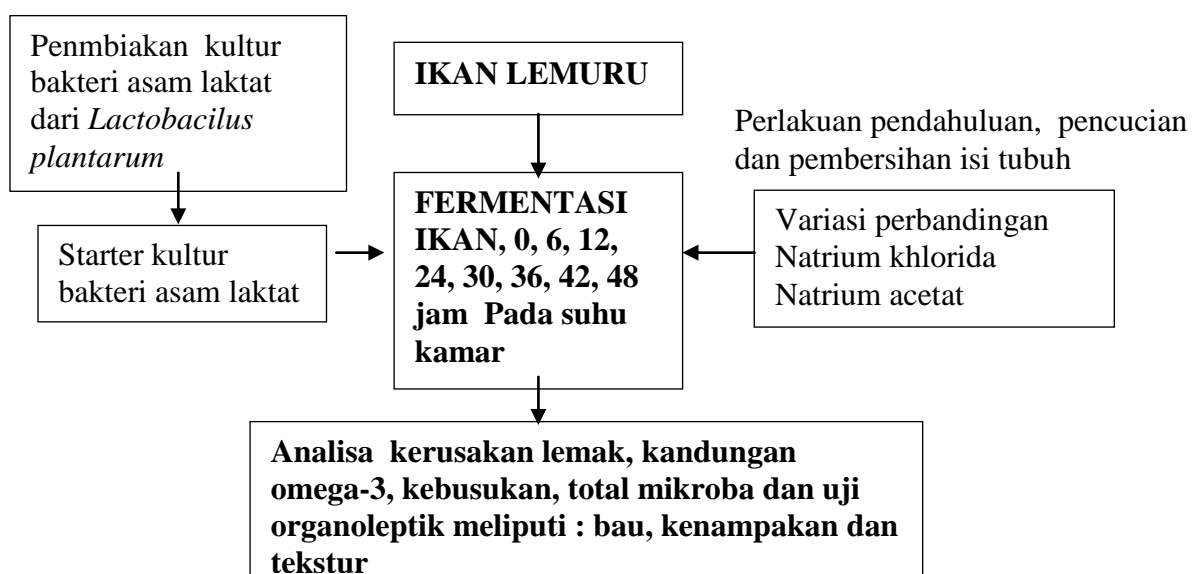 Penmbiakan kultur
bakteri asam laktat
dari Lactobacilus
plantarum
IKAN LEMURU
Perlakuan pendahuluan, pencucian
dan pembersihan isi tubuh
Starter kultur
bakteri asam laktat
FERMENTASI
IKAN, 0, 6, 12,
24, 30, 36, 42, 48
jam Pada suhu
kamar
Variasi perbandingan
Natrium khlorida
Natrium acetat
Analisa kerusakan lemak, kandungan
omega-3, kebusukan, total mikroba dan uji
organoleptik meliputi : bau, kenampakan dan
tekstur